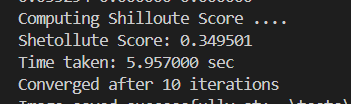 Computing Shilloute Score ....
Shetollute Score: 0.349501
Time taken: 5.957000 sec
Converged after 10 iterations